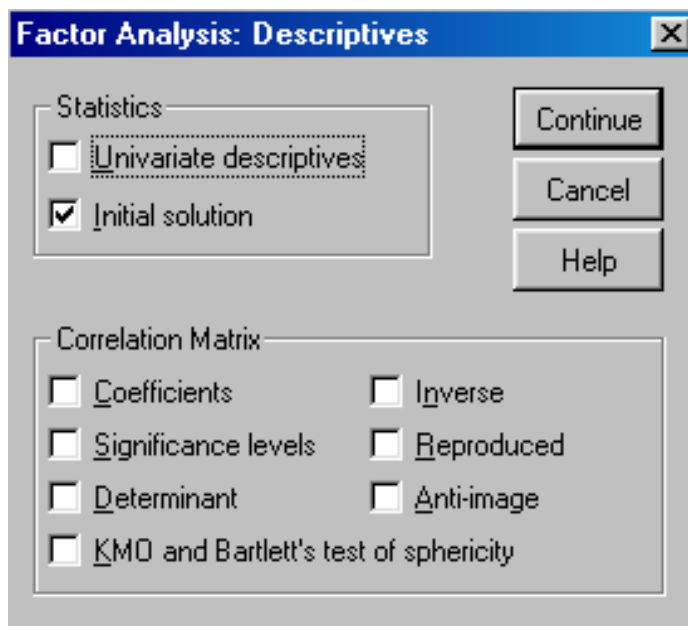 Factor Analysis: Descriptives
Statistics
Univariate descriptives
Initial solution
Continue
Cancel
Help
Correlation Matrix
Coefficients
Inverse
Significance levels
Reproduced
Determinant
Anti-image
KMO and Bartlett's test of sphericity